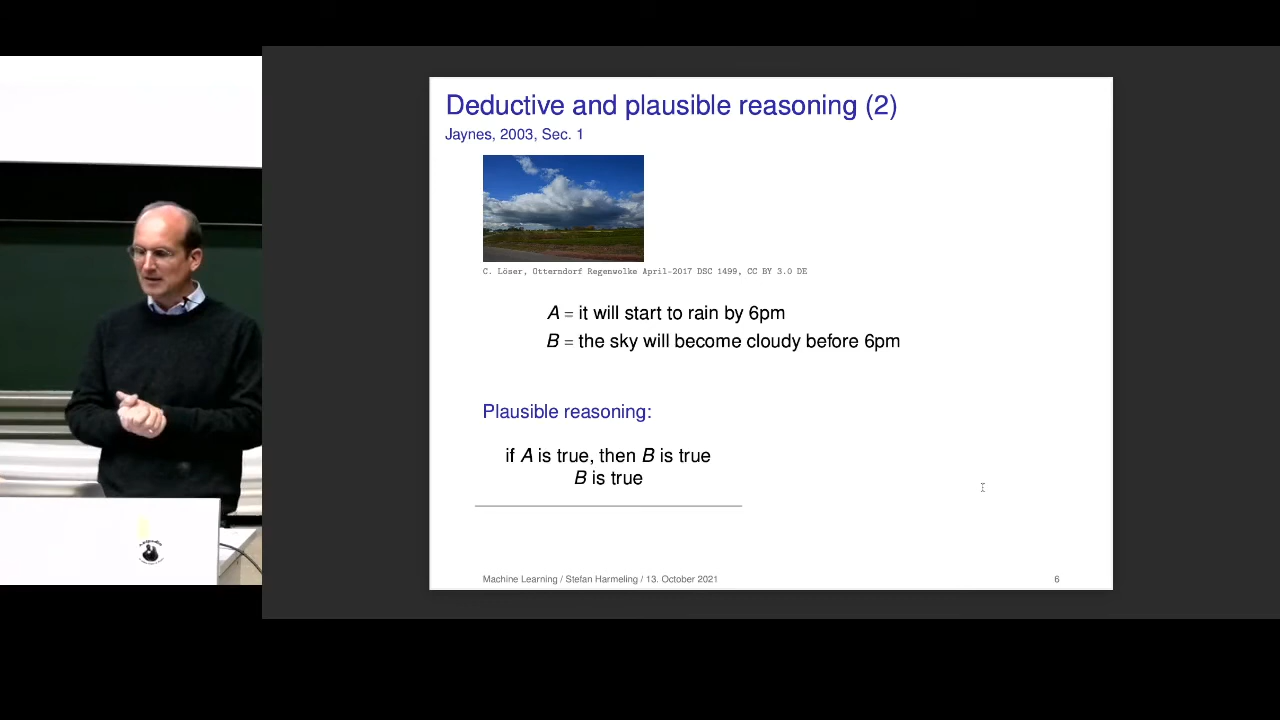 Deductive and plausible reasoning (2)
Jaynes, 2003, Sec. 1
C. Löser, Otterndorf Regenwolke April-2017 DSC 1499, CC BY 3.0 DE
A = it will start to rain by 6pm
B = the sky will become cloudy before 6pm
Plausible reasoning:
if A is true, then B is true
B is true
Machine Learning / Stefan Harmeling / 13. October 2021
6